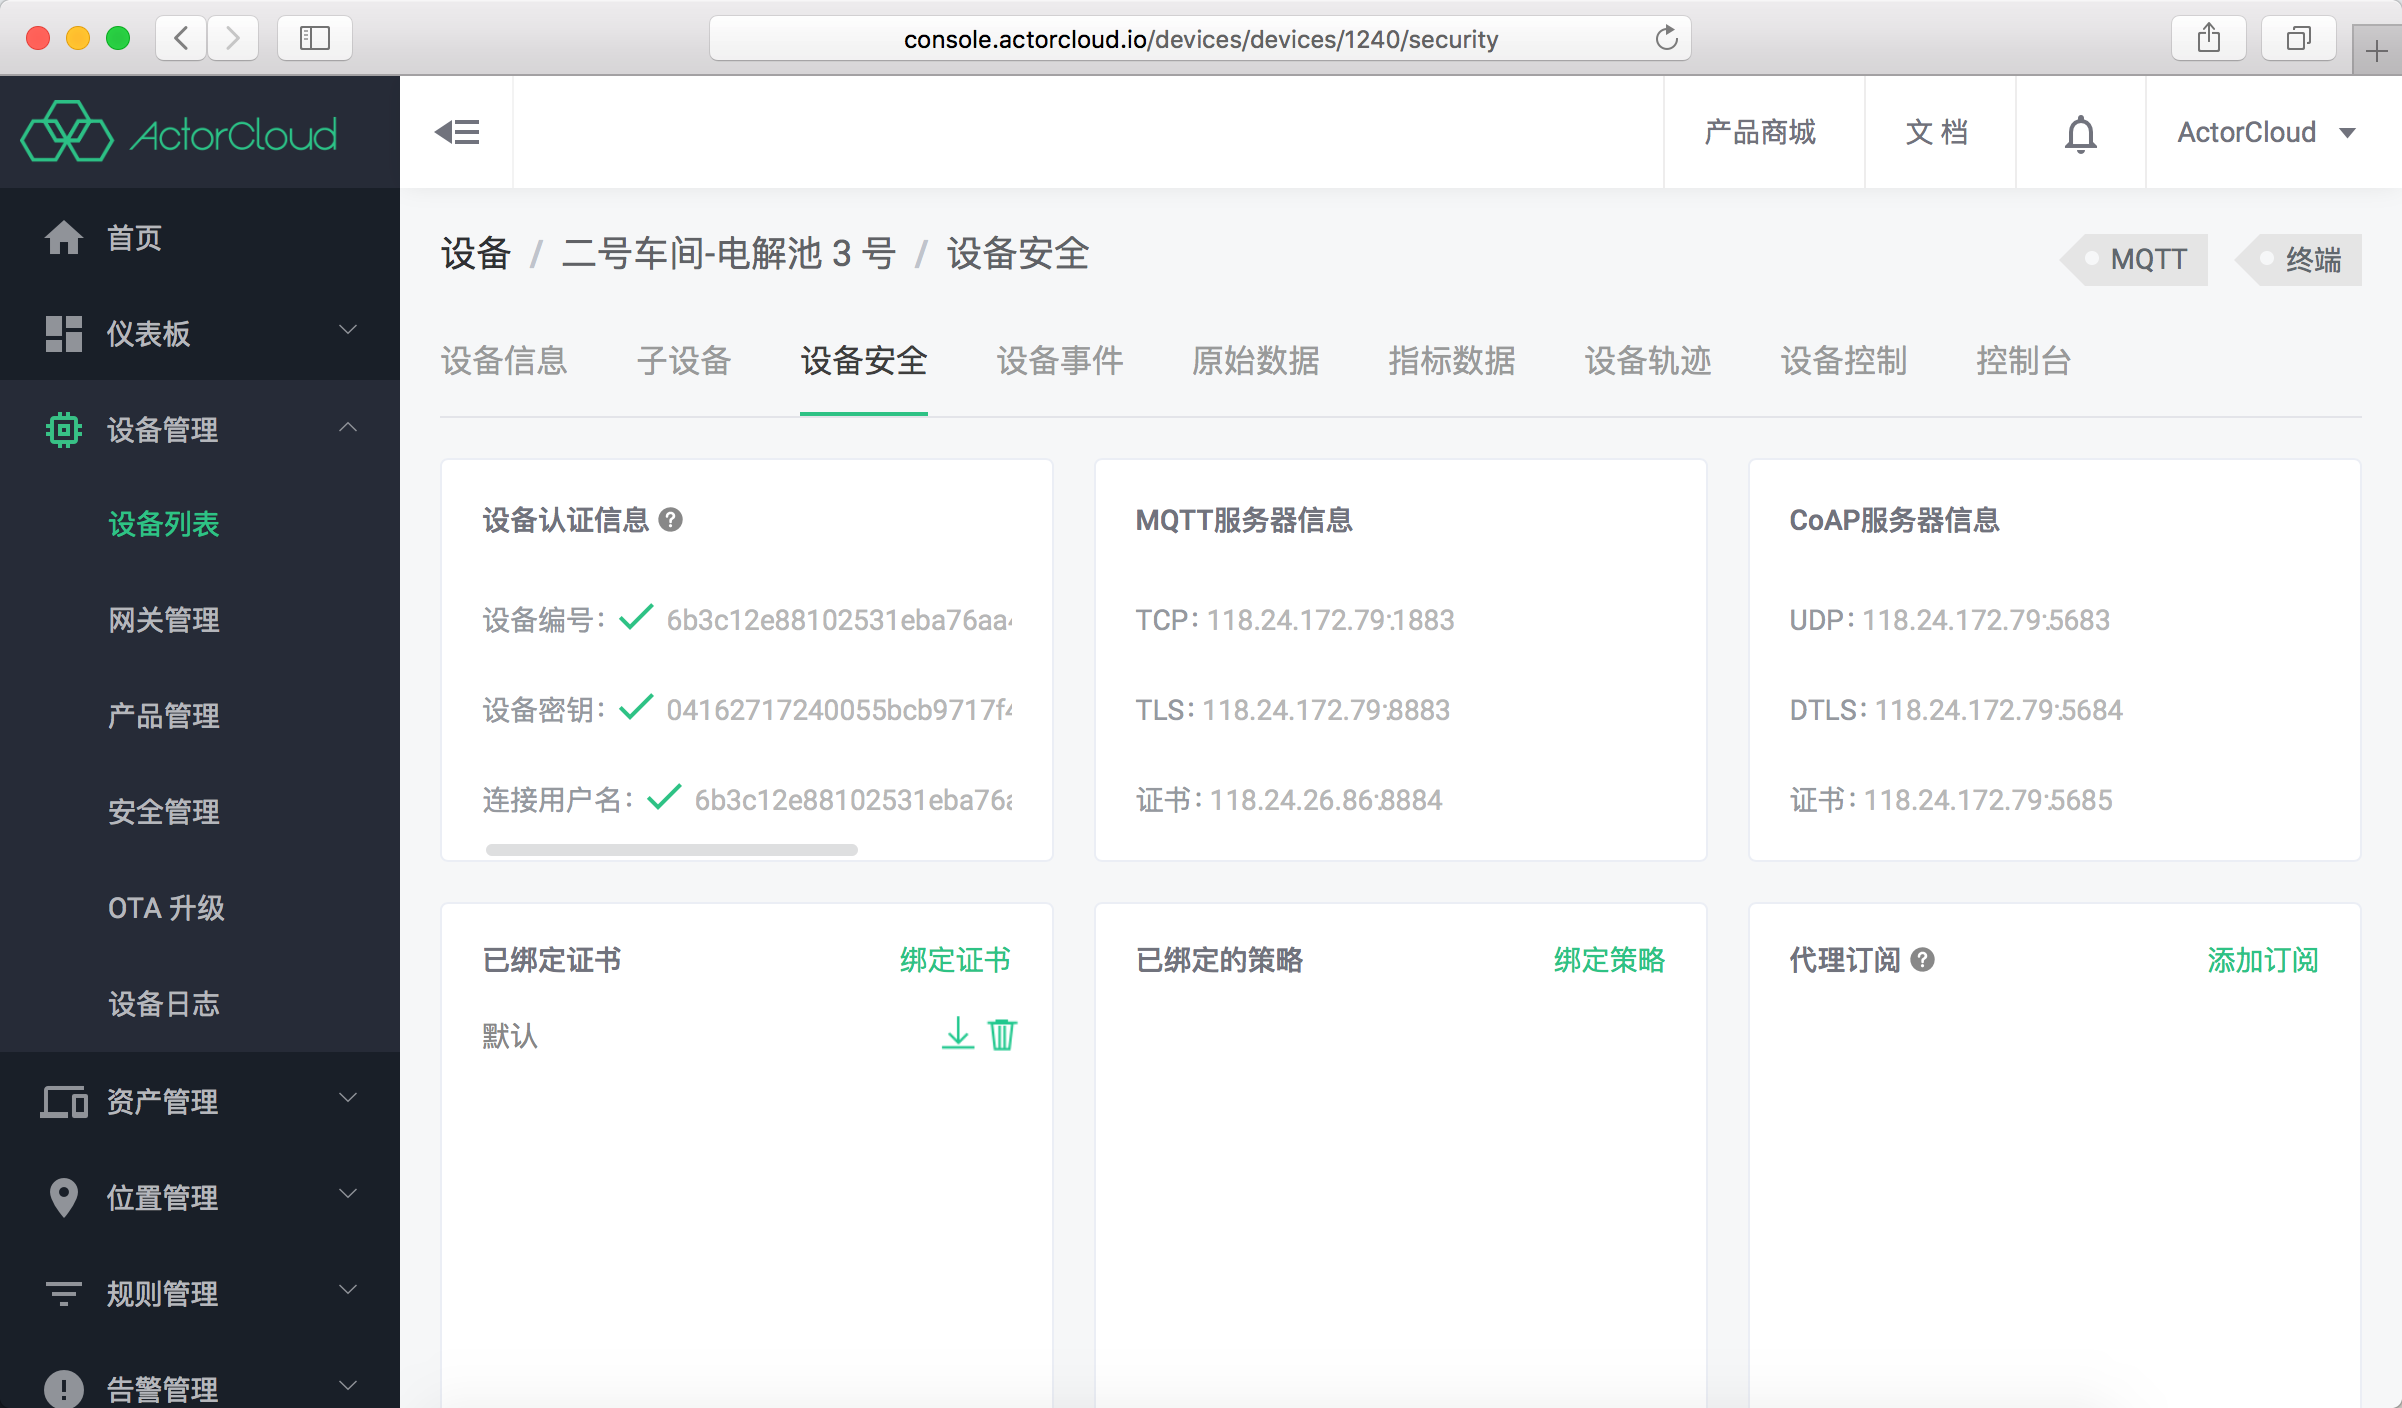 console.actorcloud.io/devices/devices/1240/security
ActorCloud
产品商城
文档
ActorCloud
首页
仪表板
设备管理
设备列表
网关管理
产品管理
安全管理
OTA 升级
设备日志
资产管理
位置管理
规则管理
告警管理
设备 / 二号车间-电解池 3 号 / 设备安全
MQTT
终端
设备信息 子设备 设备安全 设备事件 原始数据 指标数据 设备轨迹 设备控制 控制台
设备认证信息
设备编号: 6b3c12e88102531eba76aa4
设备密钥: 04162717240055bcb9717f4
连接用户名: 6b3c12e88102531eba76a
MQTT服务器信息
TCP: 118.24.172.79:1883
TLS: 118.24.172.79:8883
证书: 118.24.26.86:8884
CoAP服务器信息
UDP: 118.24.172.79:5683
DTLS: 118.24.172.79:5684
证书: 118.24.172.79:5685
已绑定证书 绑定证书
默认
已绑定的策略 绑定策略
代理订阅 添加订阅